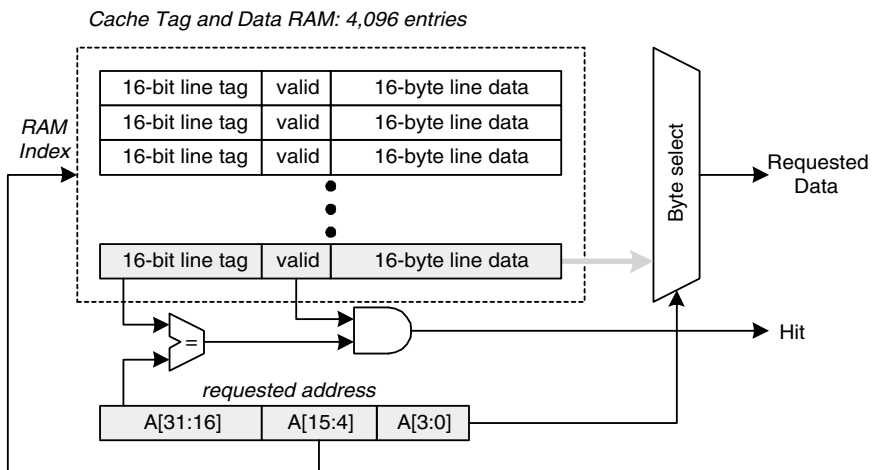 Cache Tag and Data RAM: 4,096 entries
16-bit line tag valid 16-byte line data
16-bit line tag valid 16-byte line data
16-bit line tag valid 16-byte line data
RAM
Index
Byte select
Requested
Data
16-bit line tag valid 16-byte line data
=
Hit
requested address
A[31:16] A[15:4] A[3:0]